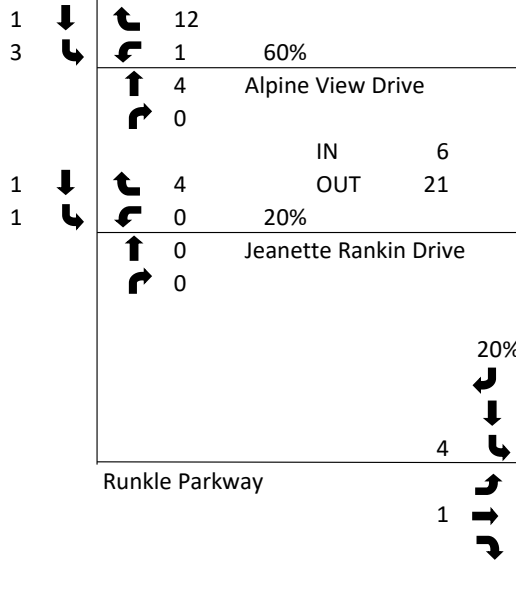 1 12
3 1 60%
4 Alpine View Drive
0
IN 6
1 4 OUT 21
1 0 20%
0 Jeanette Rankin Drive
0
20%
4
Runkle Parkway
1